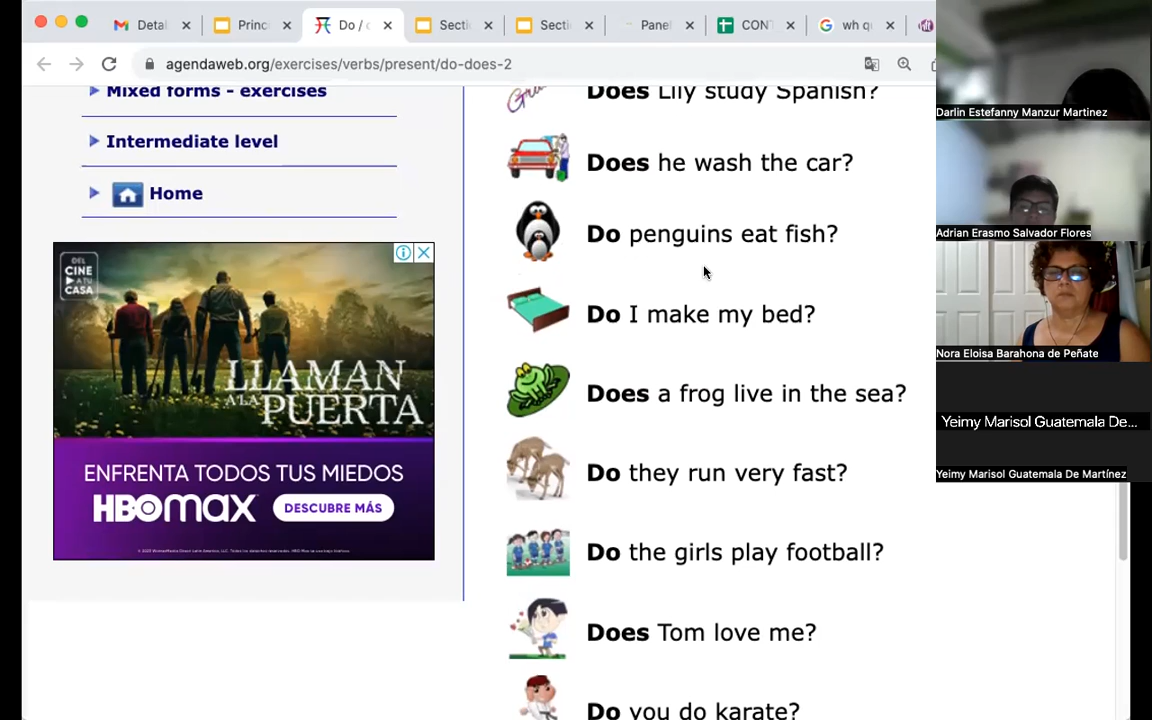 Detai
Princ
Do / d
Secti
Secti
Panel
CONT
wh qu
agendaweb.org/exercises/verbs/present/do-does-2
Mixed forms - exercises
Intermediate level
Home
DEL
CINE
A TU
CASA
LLAMAN
A LA
PUERTA
ENFRENTA TODOS TUS MIEDOS
HBOmax
DESCUBRE MÁS
Does Lily study Spanish?
Does he wash the car?
Do penguins eat fish?
Do I make my bed?
Does a frog live in the sea?
Do they run very fast?
Do the girls play football?
Does Tom love me?
Do you do karate?
Darlin Estefanny Manzur Martinez
Adrian Erasmo Salvador Flores
Nora Eloisa Barahona de Peñate
Yeimy Marisol Guatemala De...
Yeimy Marisol Guatemala De Martínez